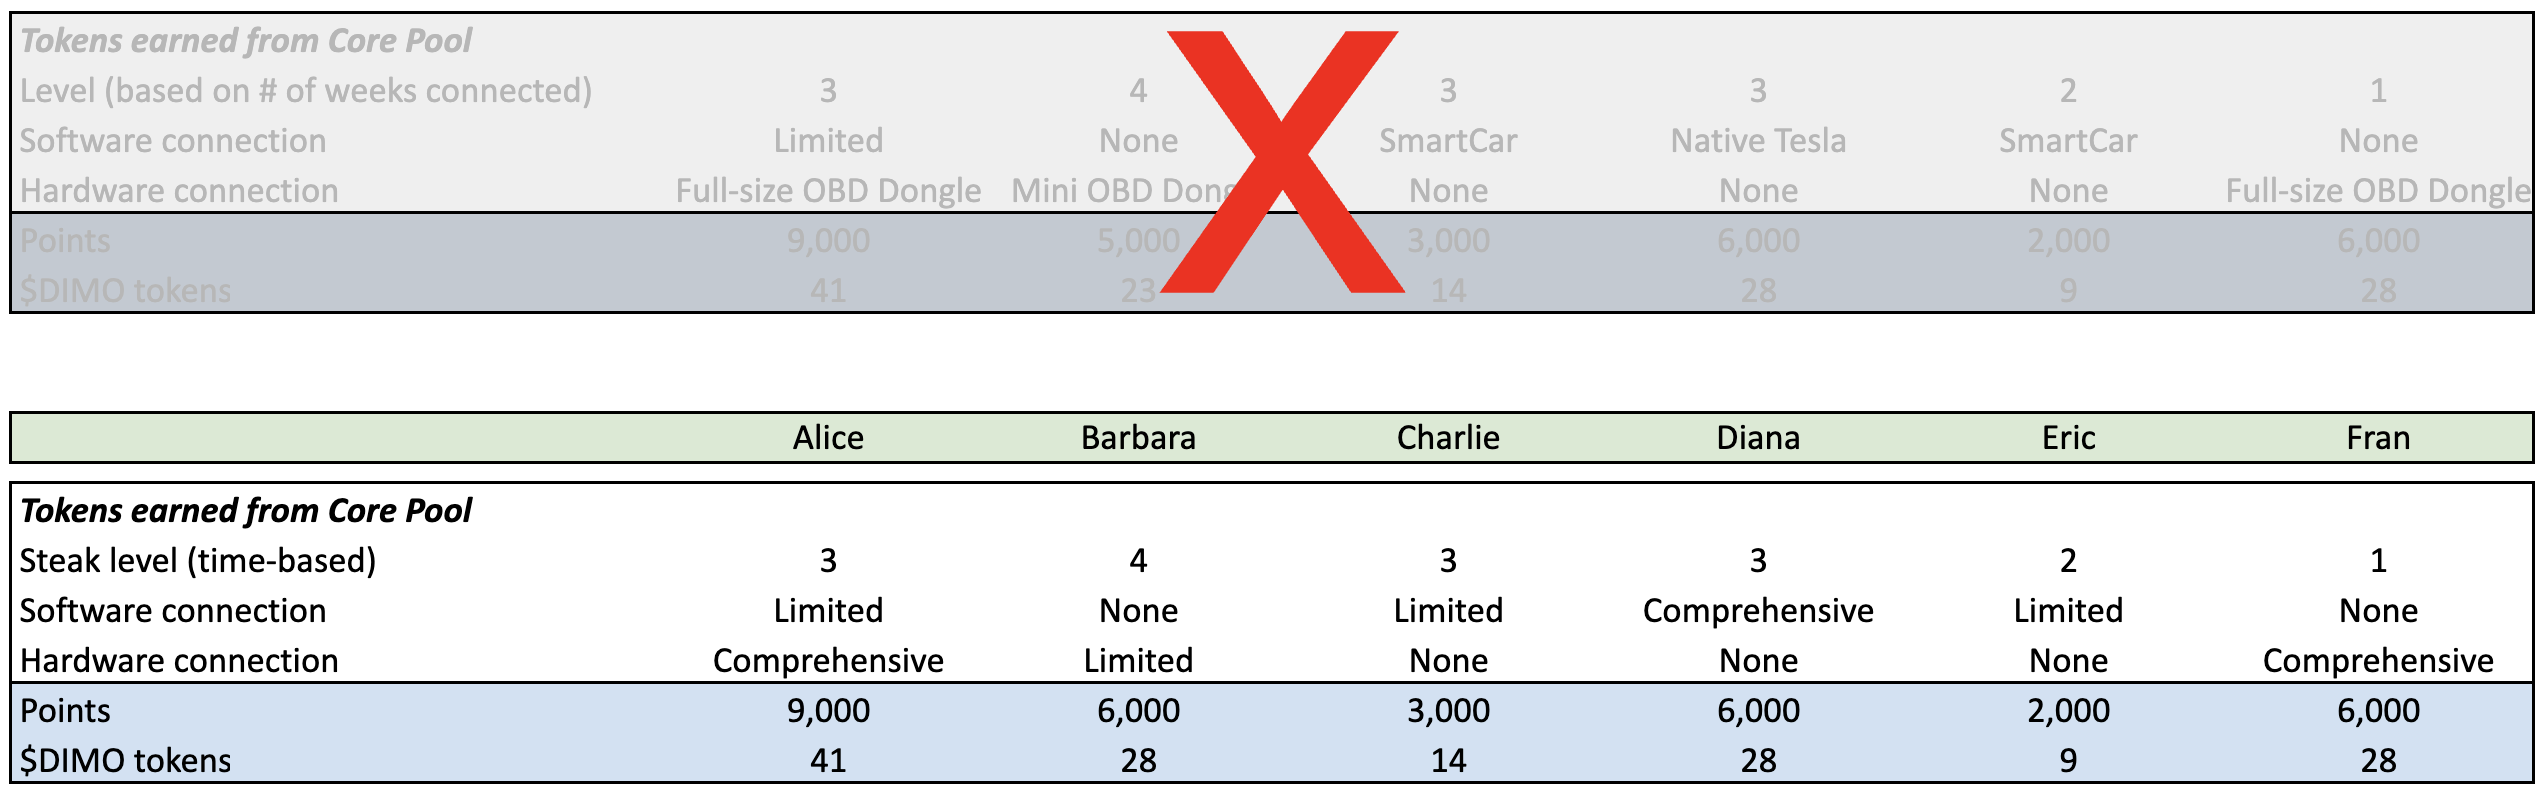 Tokens earned from Core Pool
Level (based on # of weeks connected) 3 4 3 3 2 1
Software connection Limited None SmartCar Native Tesla SmartCar None
Hardware connection Full-size OBD Dongle Mini OBD None None None Full-size OBD Dongle
Points 9,000 5,000 3,000 6,000 2,000 6,000
$DIMO tokens 41 23 14 28 9 28
Alice Barbara Charlie Diana Eric Fran
Tokens earned from Core Pool
Steak level (time-based) 3 4 3 3 2 1
Software connection Limited None Limited Comprehensive Limited None
Hardware connection Comprehensive Limited None None None Comprehensive
Points 9,000 6,000 3,000 6,000 2,000 6,000
$DIMO tokens 41 28 14 28 9 28